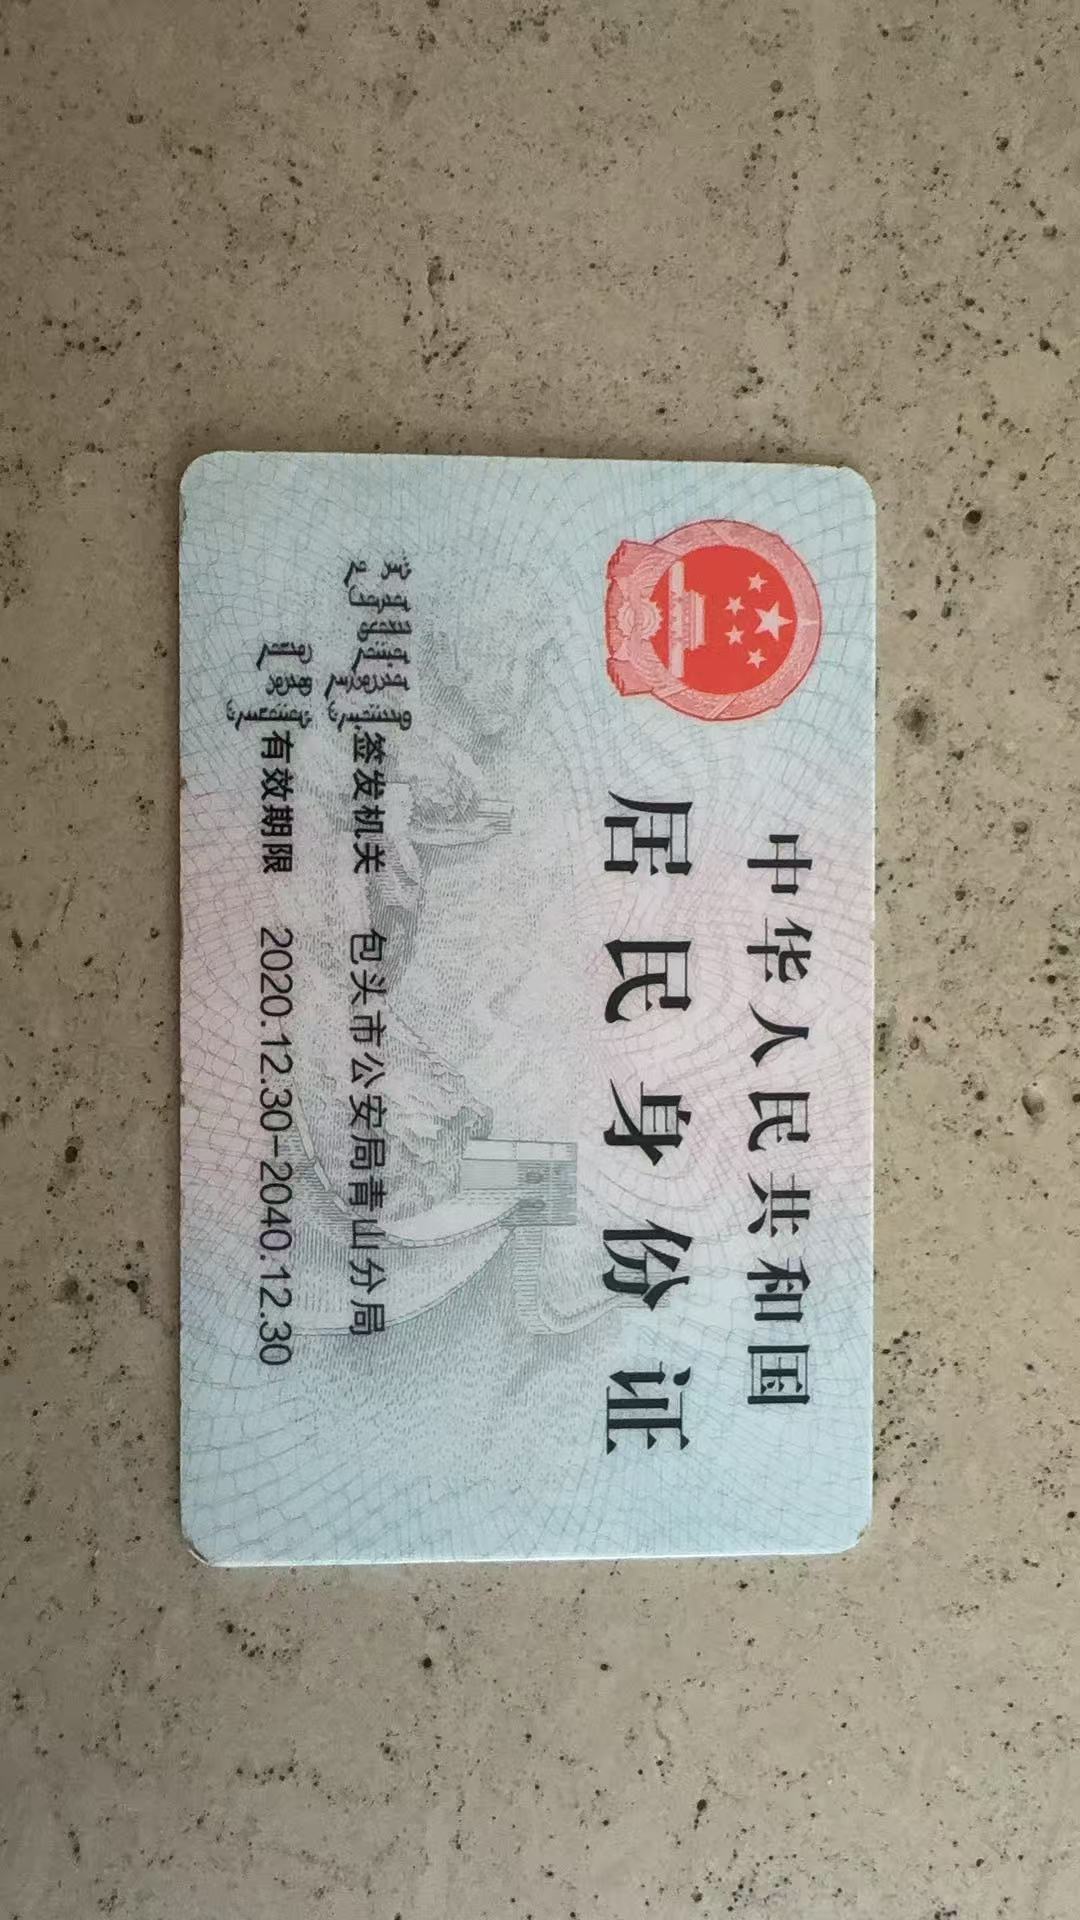 中华人民共和国
居民身份证
签发机关 包头市公安局青山分局
有效期限 2020.12.30-2040.12.30